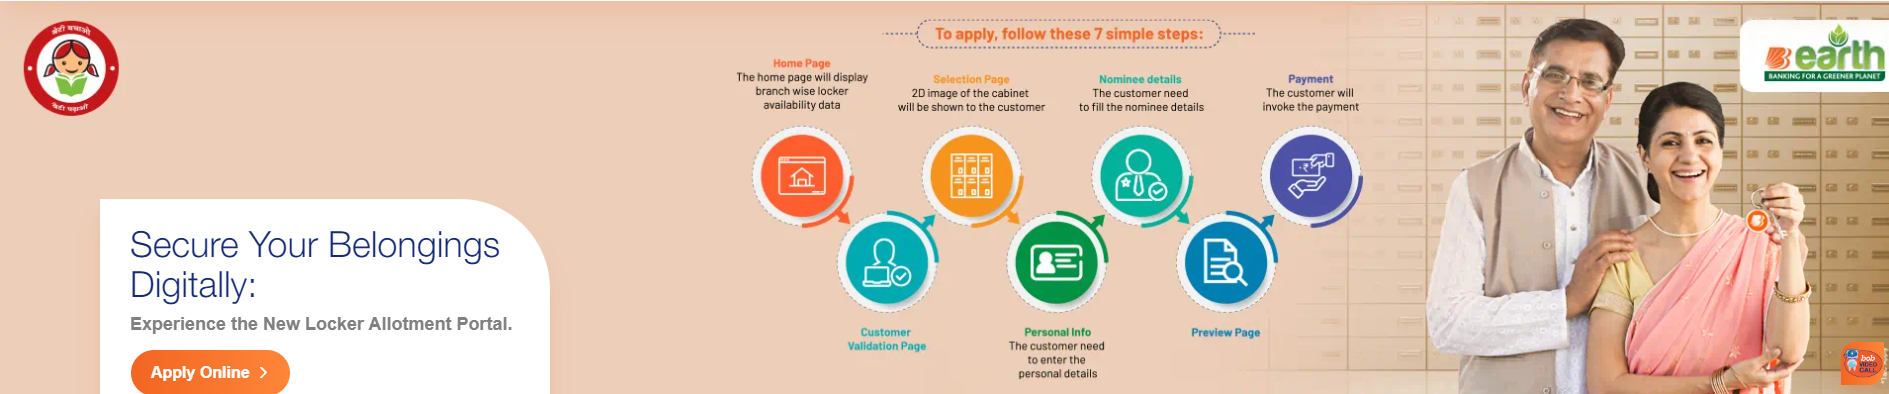 बेटी बचाओ
बेटी पढ़ाओ
To apply, follow these 7 simple steps:
Home Page
The home page will display
branch wise locker
availability data
Customer
Validation Page
Selection Page
2D image of the cabinet
will be shown to the customer
Personal Info
The customer need
to enter the
personal details
Nominee details
The customer need
to fill the nominee details
Preview Page
Payment
The customer will
invoke the payment
earth
BANKING FOR A GREENER PLANET
Secure Your Belongings
Digitally:
Experience the New Locker Allotment Portal.
Apply Online
bob
VIDEO
CALL